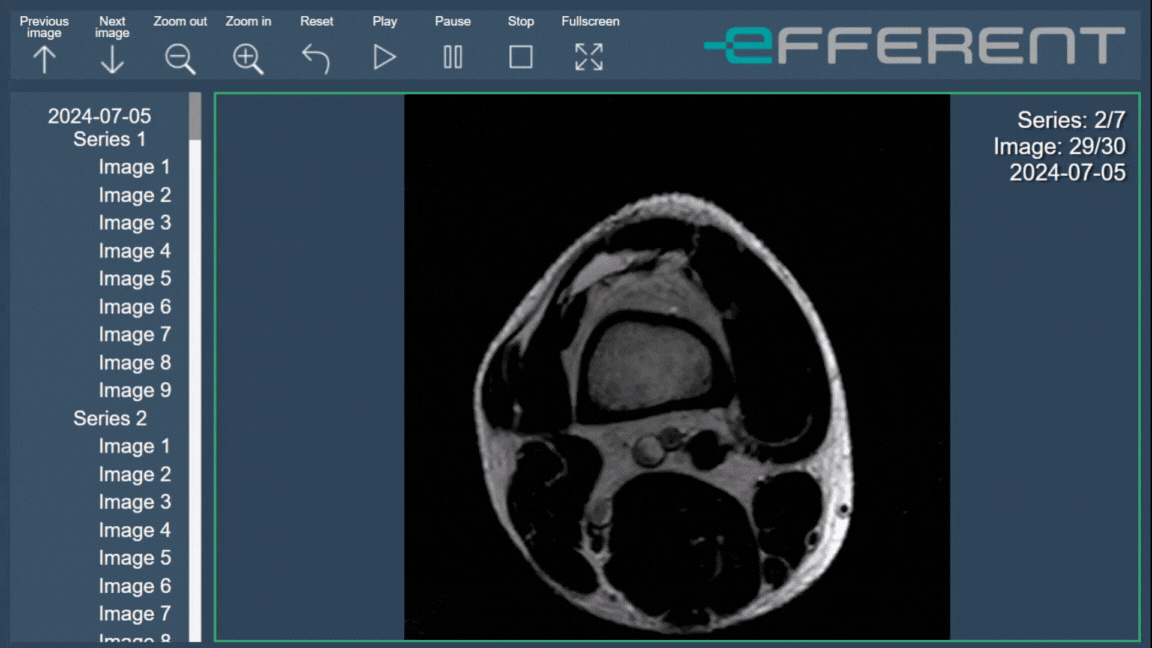 Previous image
Next image
Zoom out
Zoom in
Reset
Play
Pause
Stop
Fullscreen
eFFERENT
2024-07-05
Series 1
Image 1
Image 2
Image 3
Image 4
Image 5
Image 6
Image 7
Image 8
Image 9
Series 2
Image 1
Image 2
Image 3
Image 4
Image 5
Image 6
Image 7
Image 8
Series: 2/7
Image: 29/30
2024-07-05